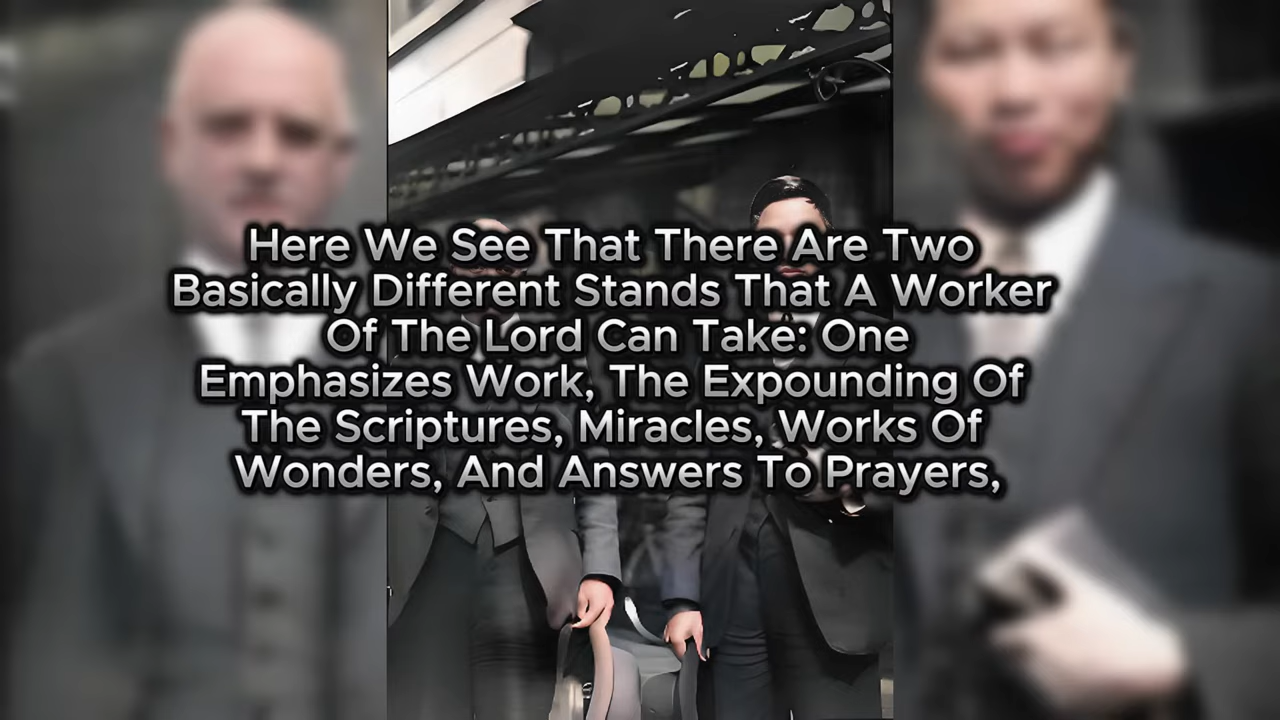 Here We See That There Are Two
Basically Different Stands That A Worker
Of The Lord Can Take: One
Emphasizes Work, The Expounding Of
The Scriptures, Miracles, Works Of
Wonders, And Answers To Prayers,